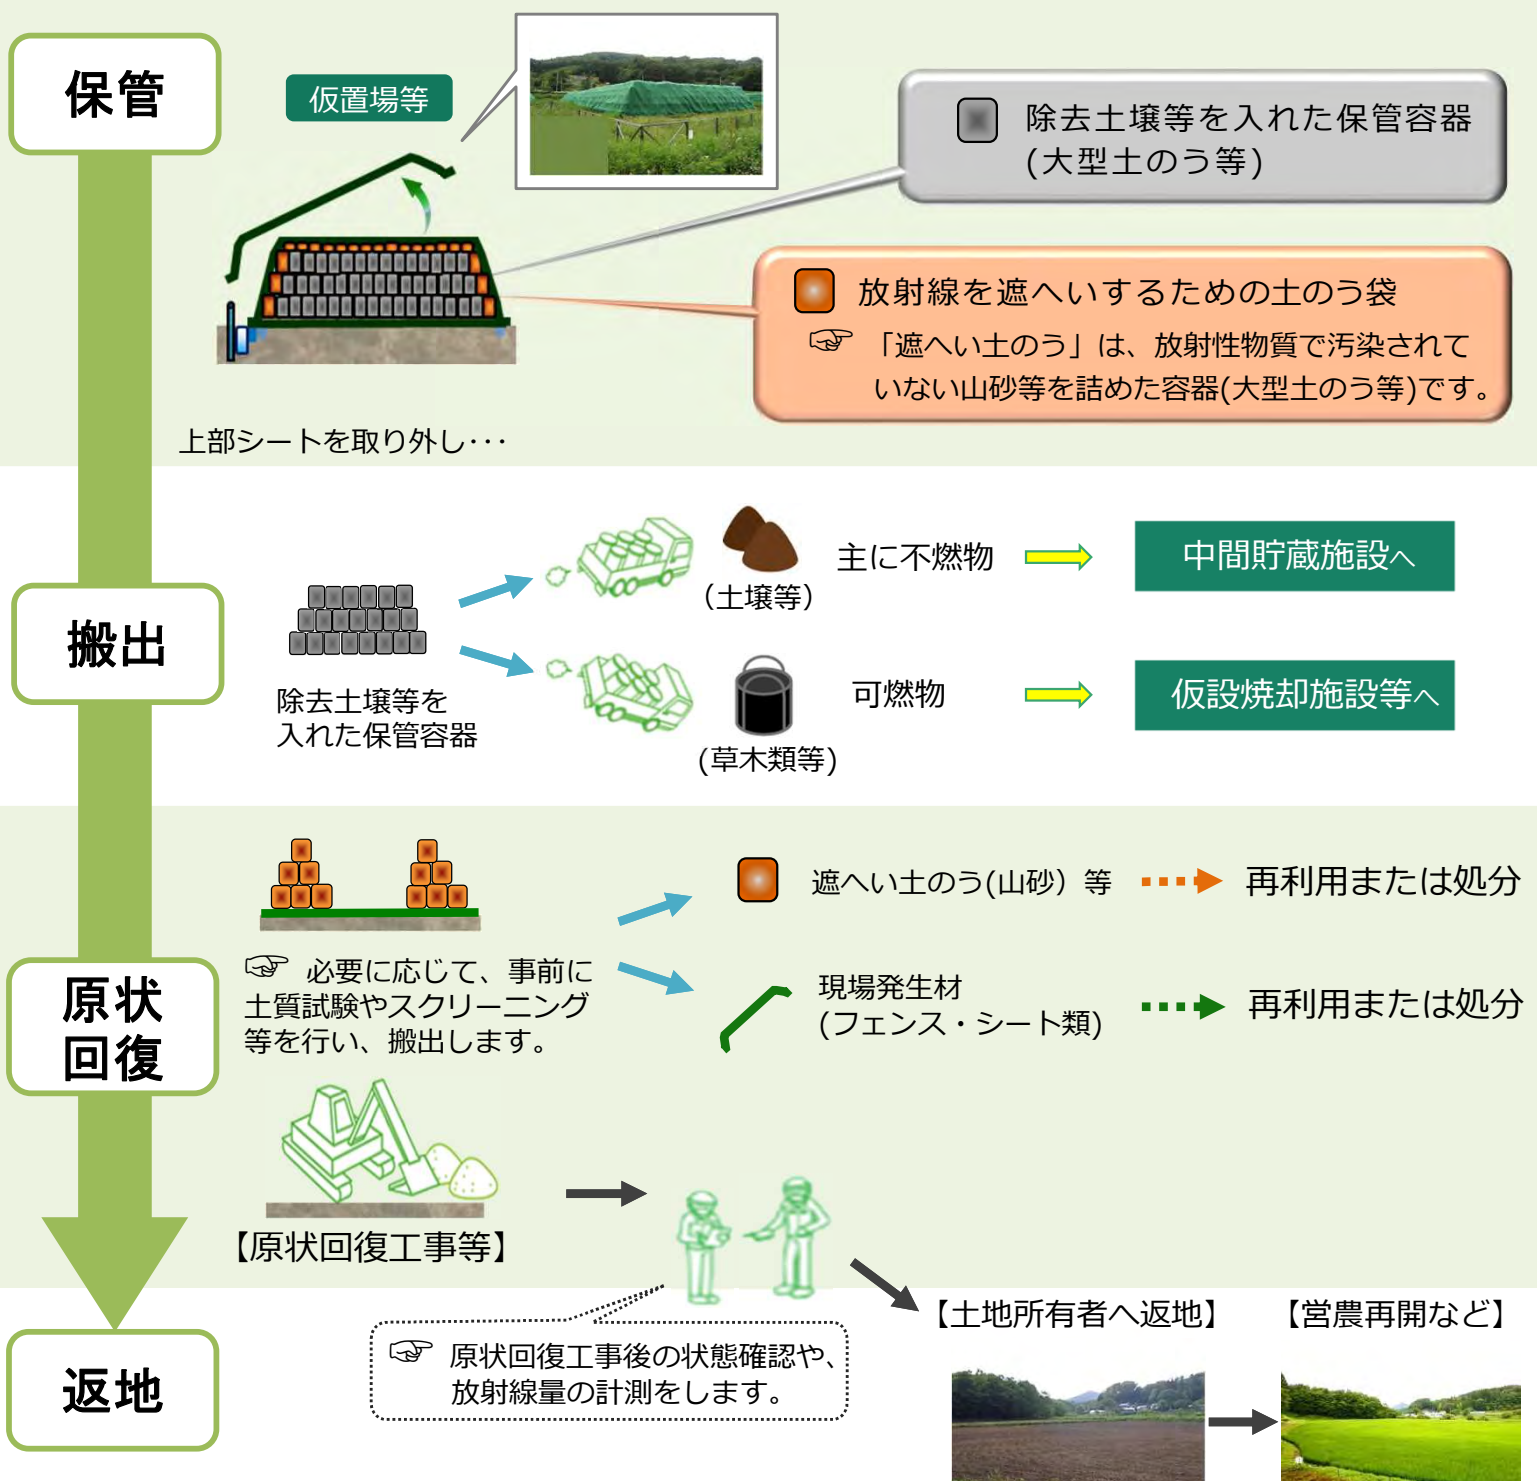 保管
仮置場等
除去土壌等を入れた保管容器
(大型土のう等)
放射線を遮へいするための土のう袋
☞ 「遮へい土のう」は、放射性物質で汚染されて
いない山砂等を詰めた容器(大型土のう等)です。
上部シートを取り外し･･･
搬出
除去土壌等を
入れた保管容器
(土壌等)
主に不燃物
中間貯蔵施設へ
(草木類等)
可燃物
仮設焼却施設等へ
原状
回復
☞ 必要に応じて、事前に
土質試験やスクリーニング
等を行い、搬出します。
遮へい土のう(山砂）等
再利用または処分
現場発生材
(フェンス・シート類)
再利用または処分
【原状回復工事等】
☞ 原状回復工事後の状態確認や、
放射線量の計測をします。
返地
【土地所有者へ返地】
【営農再開など】